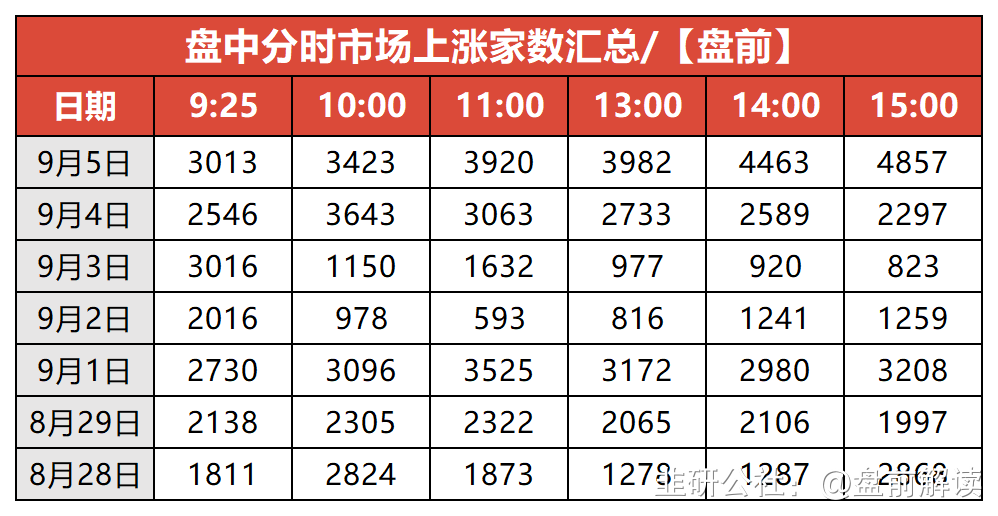 盘中分时市场上涨家数汇总/【盘前】
日期 9:25 10:00 11:00 13:00 14:00 15:00
9月5日 3013 3423 3920 3982 4463 4857
9月4日 2546 3643 3063 2733 2589 2297
9月3日 3016 1150 1632 977 920 823
9月2日 2016 978 593 816 1241 1259
9月1日 2730 3096 3525 3172 2980 3208
8月29日 2138 2305 2322 2065 2106 1997
8月28日 1811 2824 1873 1278 1287 2860
韭研公社：@盘前解读